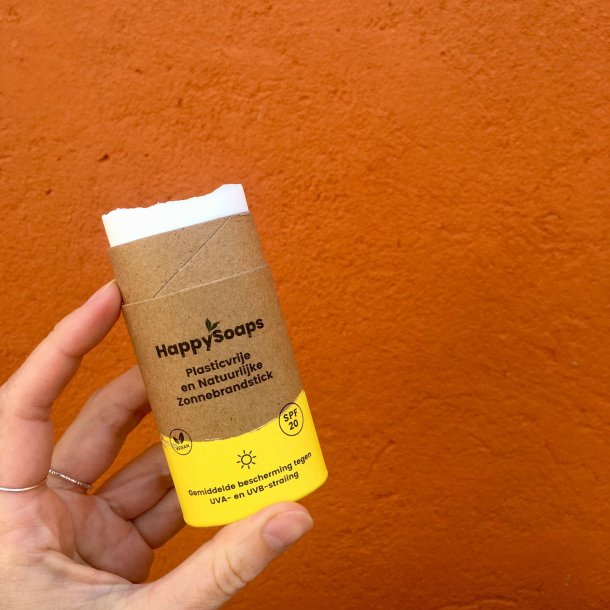 HappySoaps
Plasticvrije
en Natuurlijke
Zonnebrandstick
VEGAN
SPF
20
Gemiddelde bescherming tegen
UVA- en UVB-straling